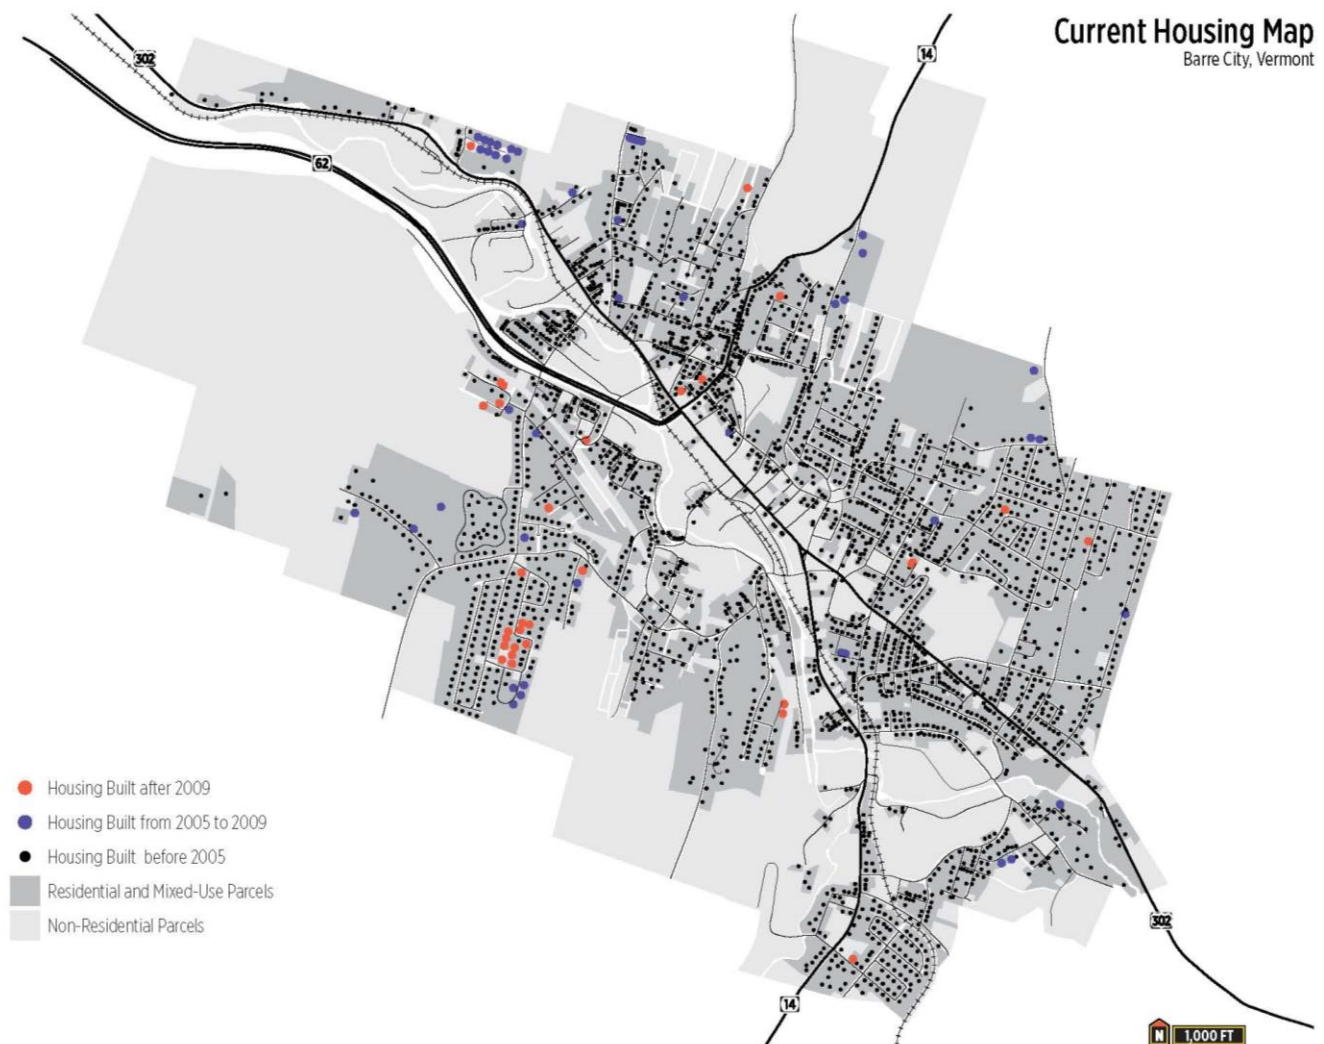 Current Housing Map
Barre City, Vermont
302
14
62
Housing Built after 2009
Housing Built from 2005 to 2009
Housing Built before 2005
Residential and Mixed-Use Parcels
Non-Residential Parcels
302
14
N 1,000 FT